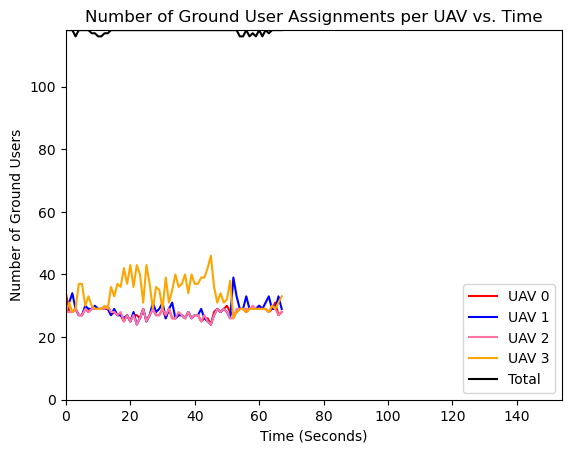 Number of Ground User Assignments per UAV vs. Time
Number of Ground Users
100
80
60
40
20
0
0 20 40 60 80 100 120 140
Time (Seconds)
UAV 0
UAV 1
UAV 2
UAV 3
Total